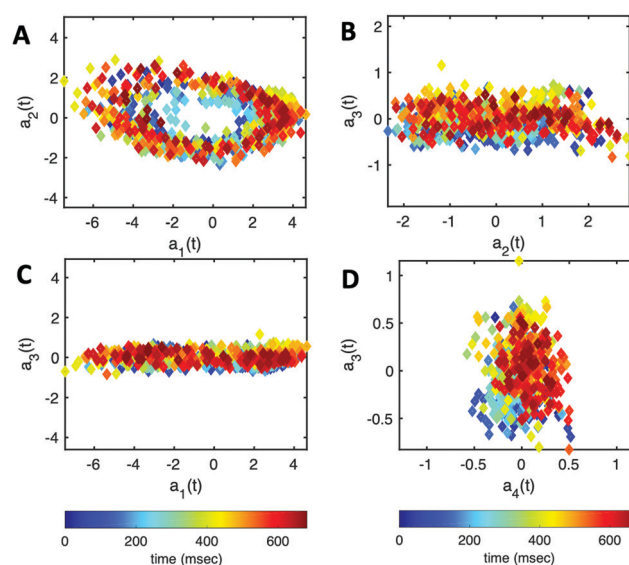 A
a2(t)
4
2
0
-2
-4
-6 -4 -2 0 2 4
a1(t)
B
a3(t)
2
1
0
-1
-2 -1 0 1 2
a2(t)
C
a3(t)
4
2
0
-2
-4
-6 -4 -2 0 2 4
a1(t)
D
a3(t)
1
0.5
0
-0.5
-1 -0.5 0 0.5 1
a4(t)
0 200 400 600
time (msec)
0 200 400 600
time (msec)